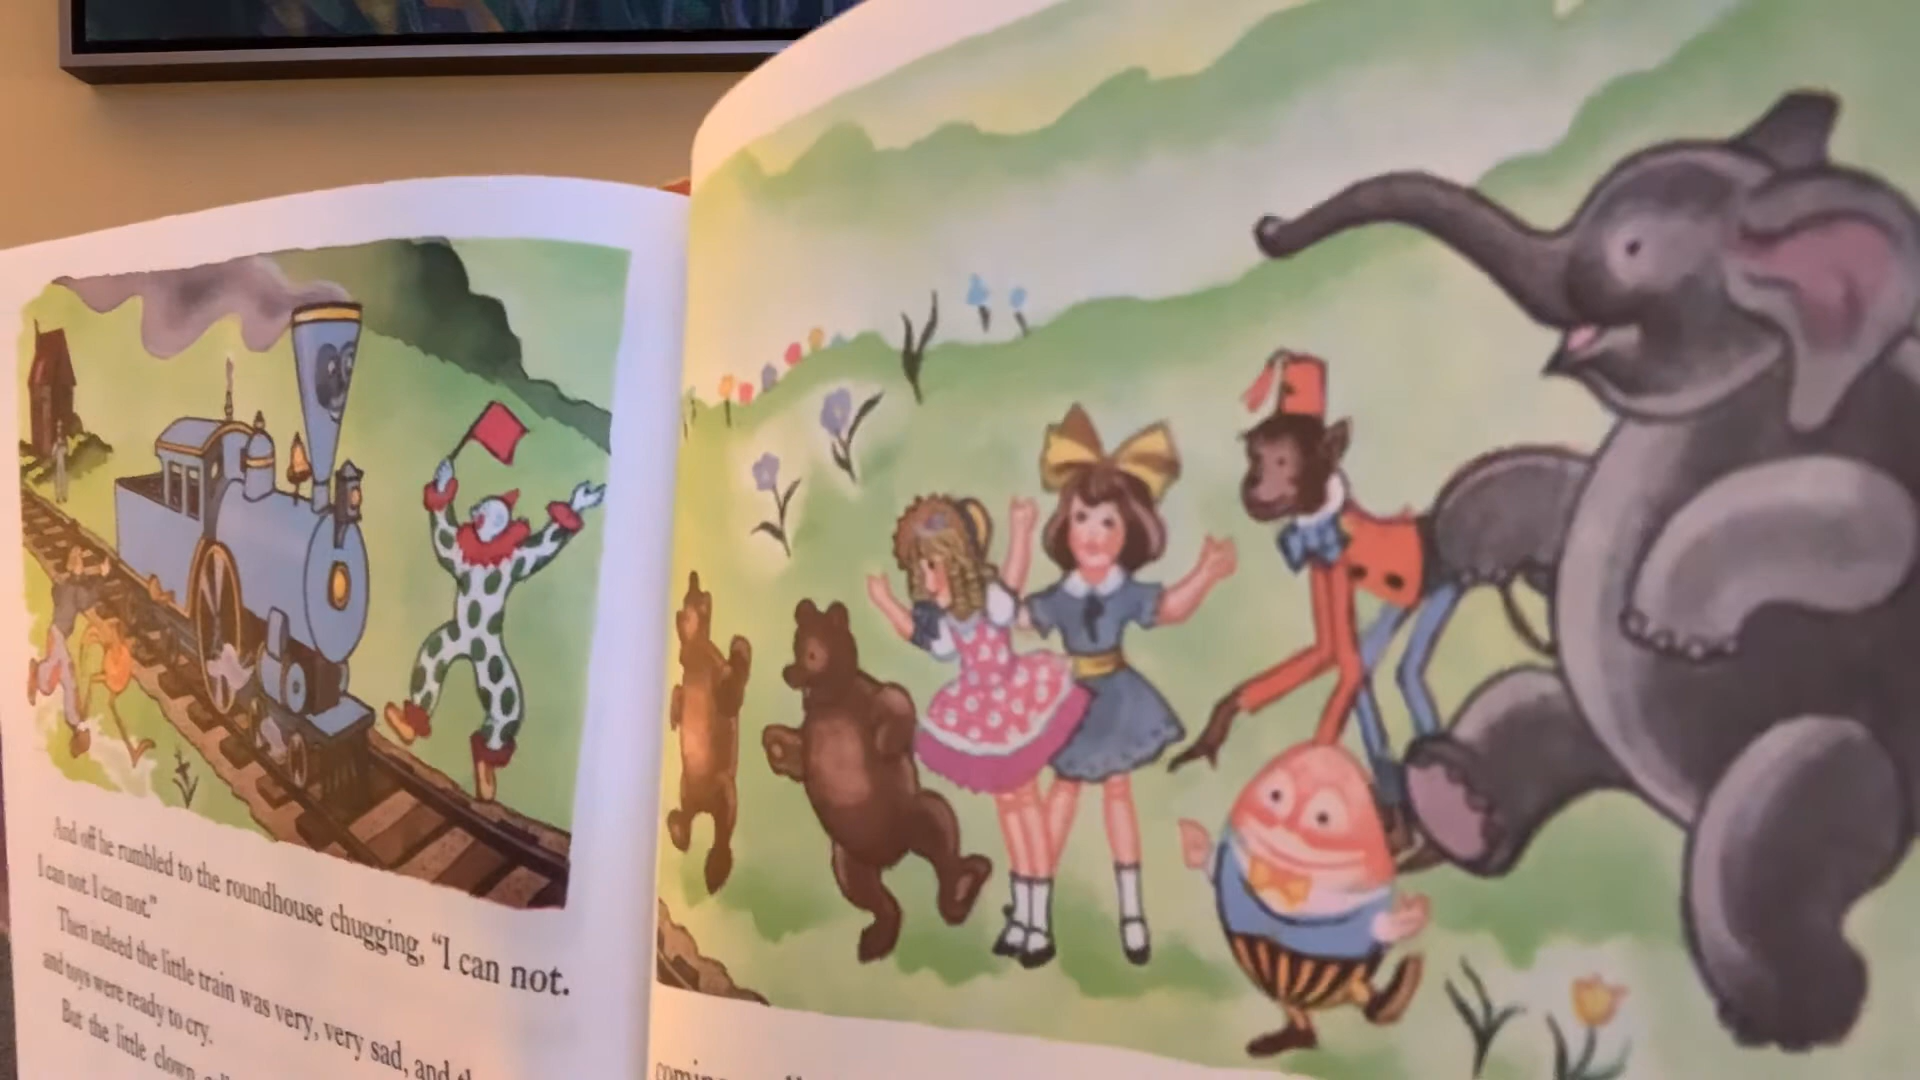 And off he rumbled to the roundhouse chugging, “I can not.
I can not. I can not.”
Then indeed the little train was very, very sad, and
and toys were ready to cry.
But the little clown
coming